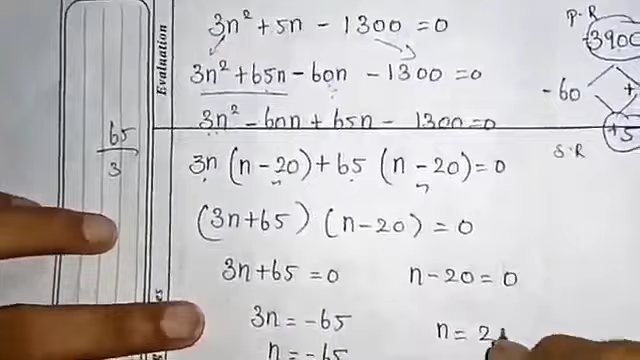 3n² + 5n - 1300 = 0
3n² + 65n - 60n - 1300 = 0
3n² - 60n + 65n - 1300 = 0
3n (n - 20) + 65 (n - 20) = 0
(3n + 65) (n - 20) = 0
3n + 65 = 0 n - 20 = 0
3n = -65 n = 2
n = -65
Evaluation
65
3
P.R
-3900
-60 +
+5
S.R